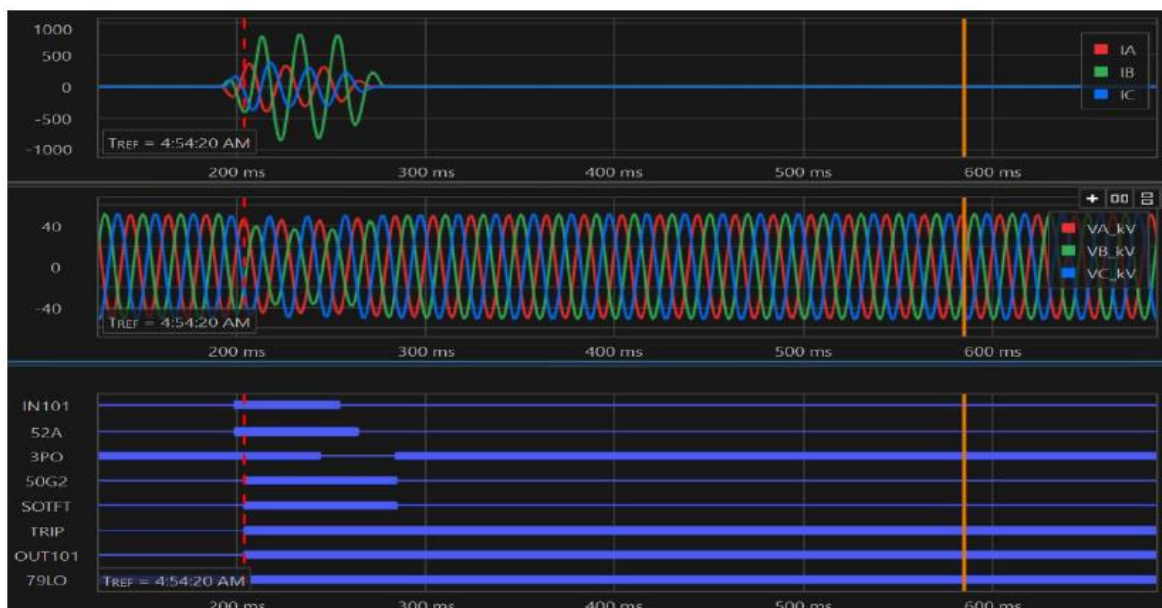 1000
500
0
-500
-1000
IA
IB
IC
TREF = 4:54:20 AM
200 ms 300 ms 400 ms 500 ms 600 ms
40
0
-40
VA_kV
VB_kV
VC_kV
TREF = 4:54:20 AM
200 ms 300 ms 400 ms 500 ms 600 ms
IN101
52A
3PO
50G2
SOTFT
TRIP
OUT101
79LO
TREF = 4:54:20 AM
200 ms 300 ms 400 ms 500 ms 600 ms